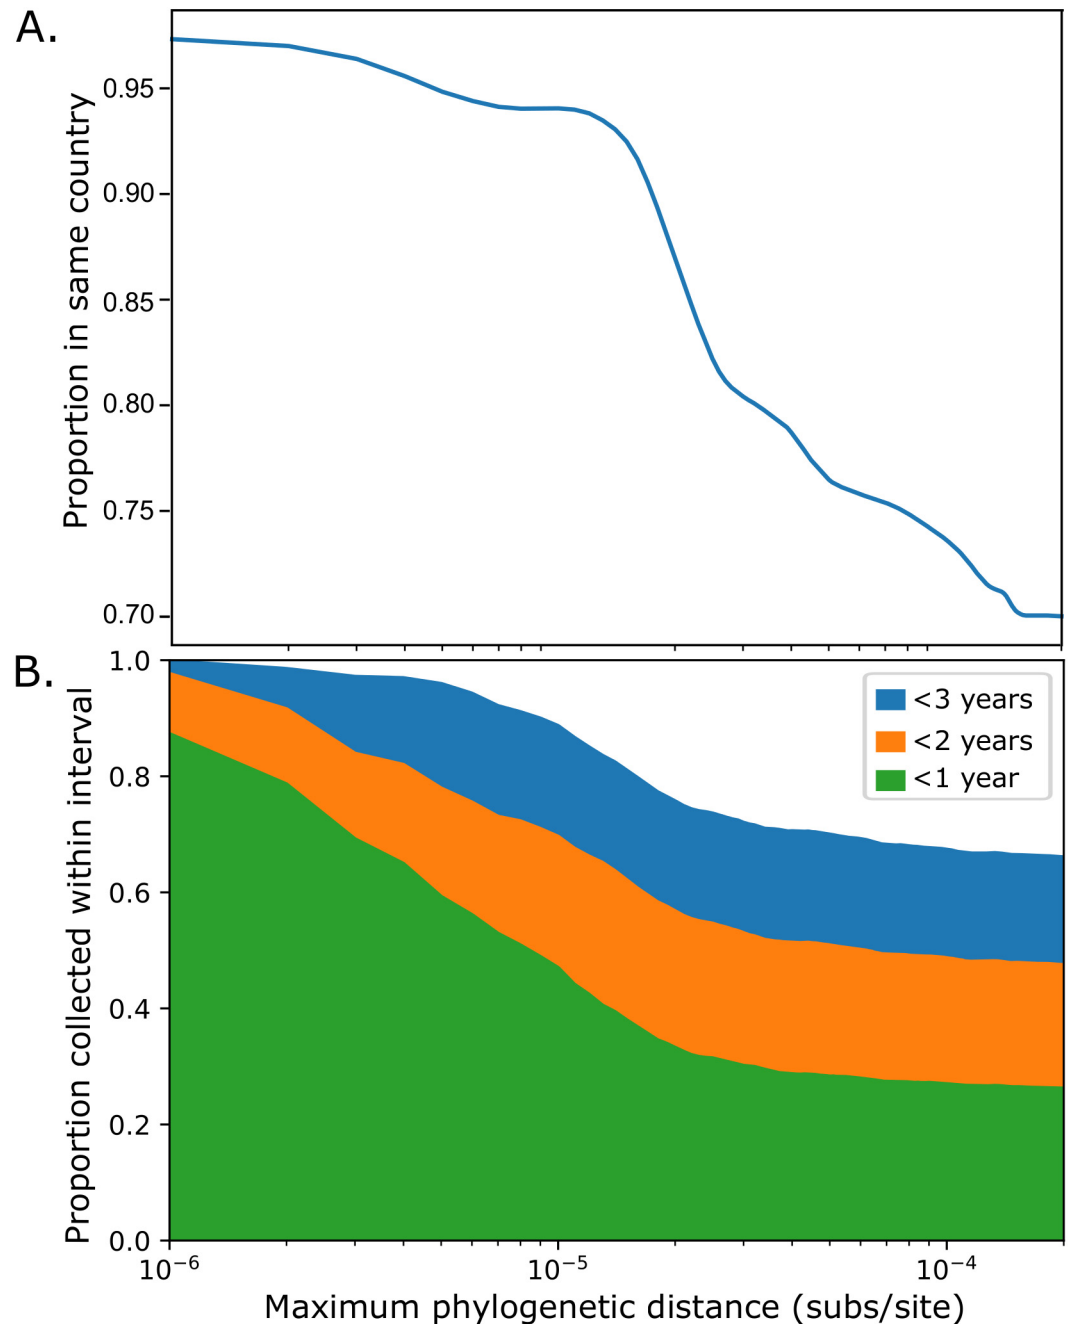 A.
Proportion in same country
0.95
0.90
0.85
0.80
0.75
0.70
B.
Proportion collected within interval
1.0
0.8
0.6
0.4
0.2
0.0
<3 years
<2 years
<1 year
10⁻⁶
10⁻⁵
10⁻⁴
Maximum phylogenetic distance (subs/site)